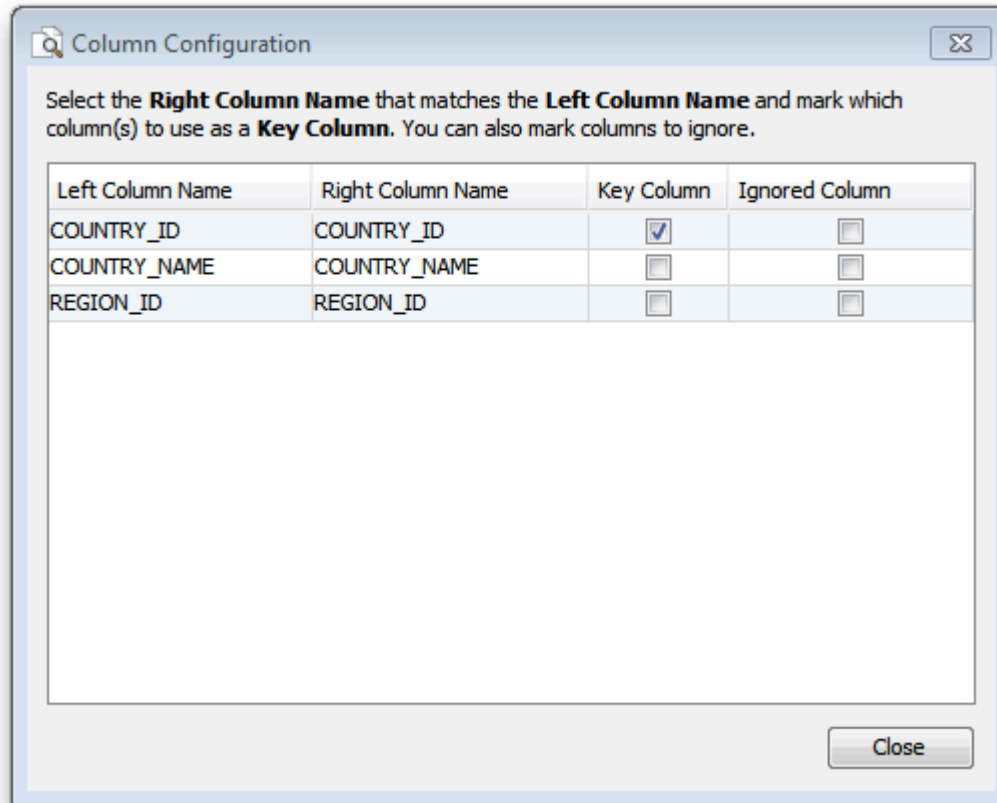 Column Configuration
Select the Right Column Name that matches the Left Column Name and mark which
column(s) to use as a Key Column. You can also mark columns to ignore.
Left Column Name Right Column Name Key Column Ignored Column
COUNTRY_ID COUNTRY_ID
COUNTRY_NAME COUNTRY_NAME
REGION_ID REGION_ID
Close